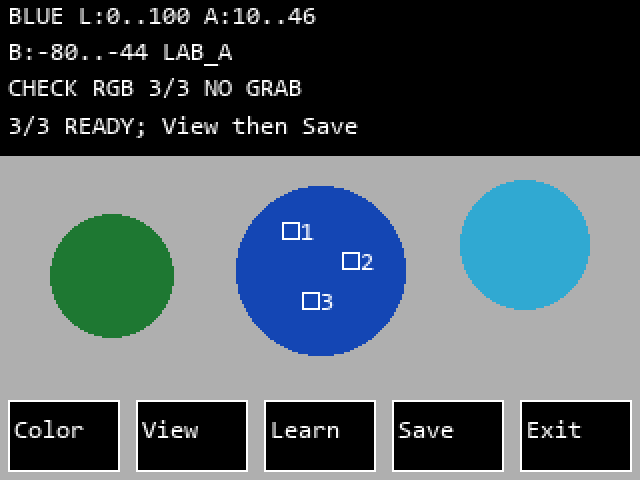 BLUE L:0..100 A:10..46
B:-80..-44 LAB_A
CHECK RGB 3/3 NO GRAB
3/3 READY; View then Save
1
2
3
Color View Learn Save Exit